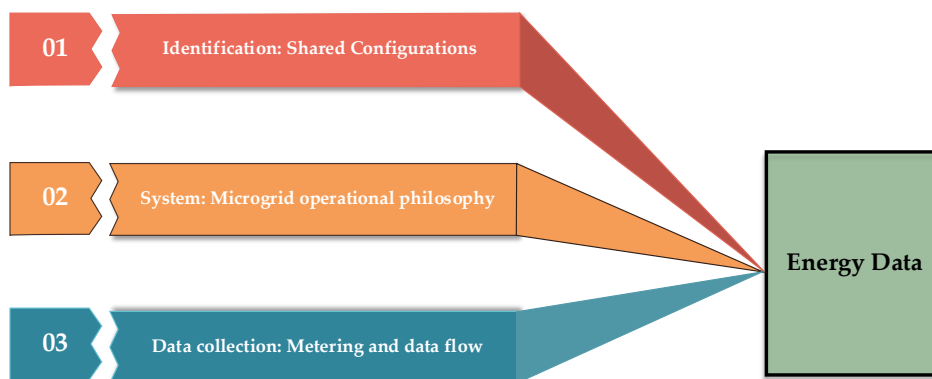 01
Identification: Shared Configurations
02
System: Microgrid operational philosophy
Energy Data
03
Data collection: Metering and data flow